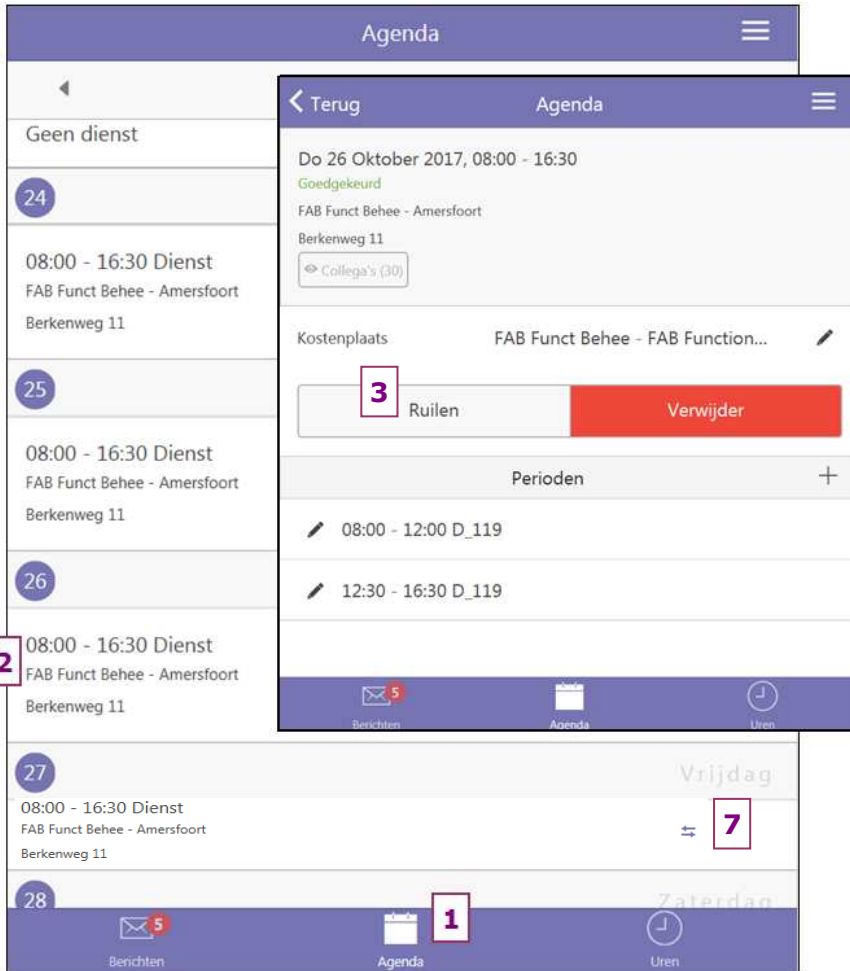 Agenda
Geen dienst
24
08:00 - 16:30 Dienst
FAB Funct Behee - Amersfoort
Berkenweg 11
25
08:00 - 16:30 Dienst
FAB Funct Behee - Amersfoort
Berkenweg 11
26
2
08:00 - 16:30 Dienst
FAB Funct Behee - Amersfoort
Berkenweg 11
27
Vrijdag
08:00 - 16:30 Dienst
FAB Funct Behee - Amersfoort
7
Berkenweg 11
28
Zaterdag
5
1
Berichten
Agenda
Uren
Terug
Agenda
Do 26 Oktober 2017, 08:00 - 16:30
Goedgekeurd
FAB Funct Behee - Amersfoort
Berkenweg 11
Collega's (30)
Kostenplaats
FAB Funct Behee - FAB Function...
3
Ruilen
Verwijder
Perioden
08:00 - 12:00 D_119
12:30 - 16:30 D_119
5
Berichten
Agenda
Uren